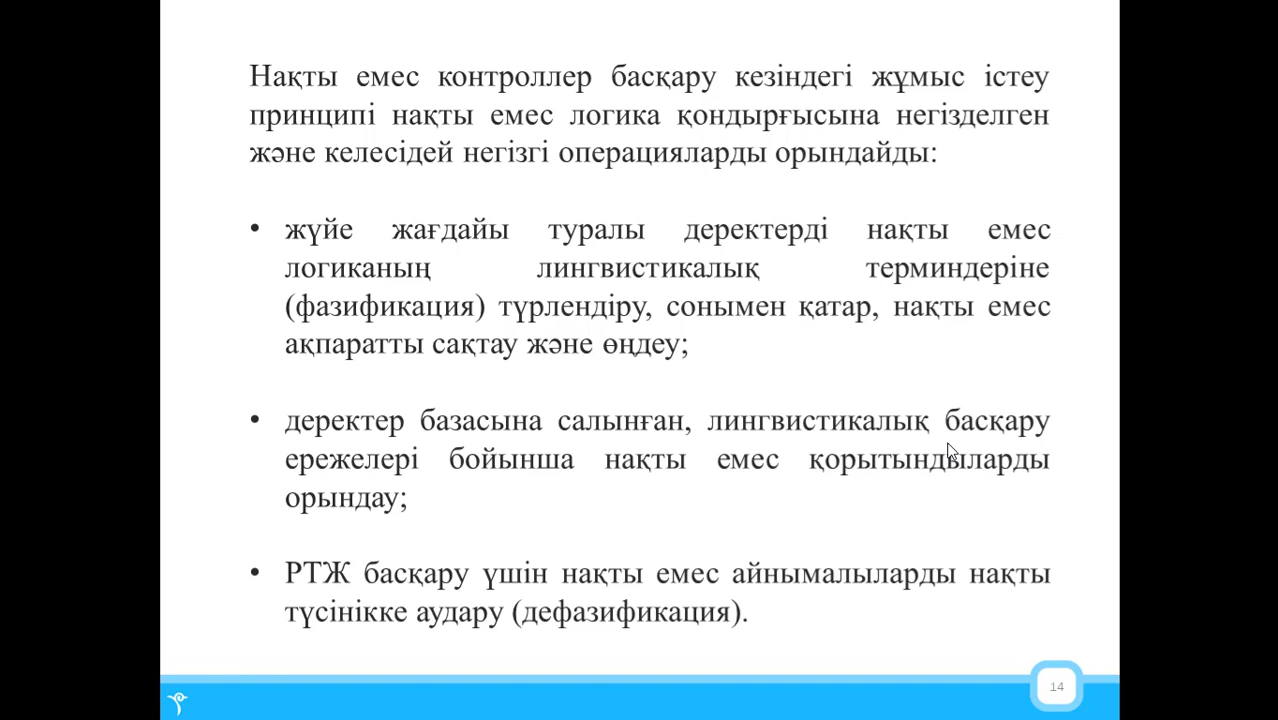 Нақты емес контроллер басқару кезіндегі жұмыс істеу
принципі нақты емес логика қондырғысына негізделген
және келесідей негізгі операцияларды орындайды:
• жүйе жағдайы туралы деректерді нақты емес
логиканың лингвистикалық терминдеріне
(фазификация) түрлендіру, сонымен қатар, нақты емес
ақпаратты сақтау және өңдеу;
• деректер базасына салынған, лингвистикалық басқару
ережелері бойынша нақты емес қорытындыларды
орындау;
• РТЖ басқару үшін нақты емес айнымалыларды нақты
түсінікке аудару (дефазификация).
14